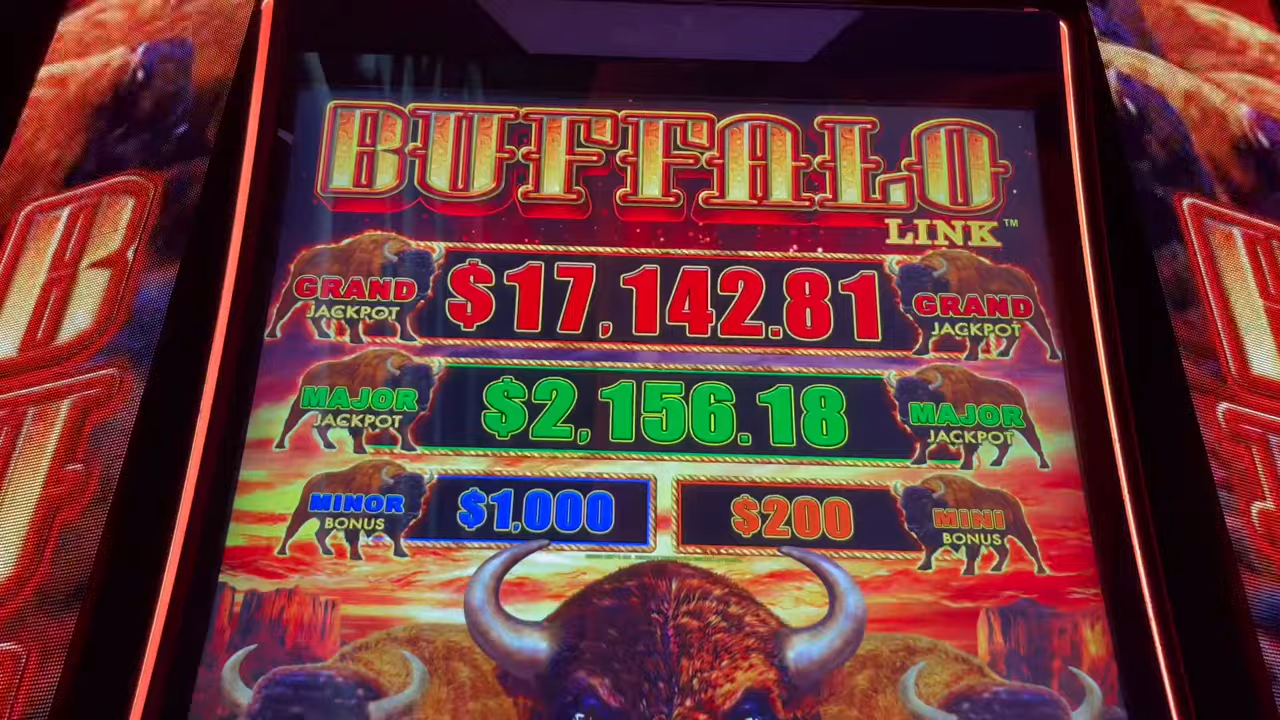 BUFFALO
LINK™
GRAND
JACKPOT
$17,142.81
GRAND
JACKPOT
MAJOR
JACKPOT
$2,156.18
MAJOR
JACKPOT
MINOR
BONUS
$1,000
$200
MINI
BONUS